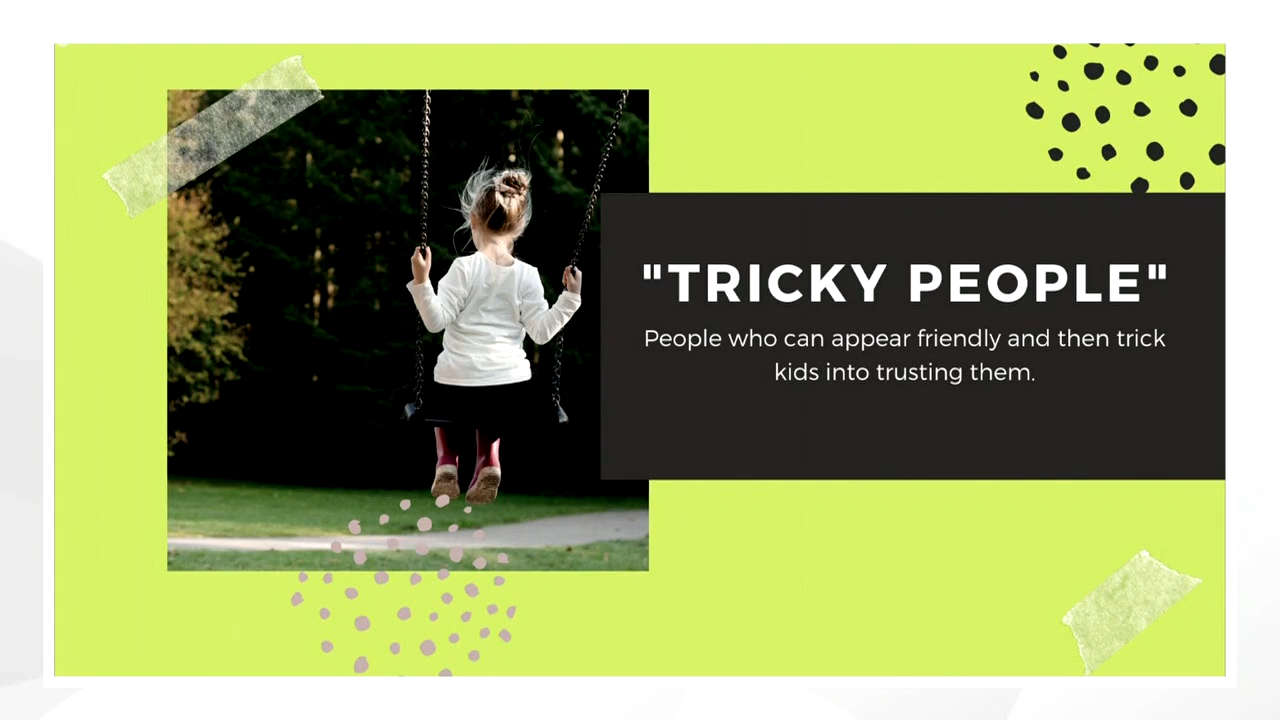 "TRICKY PEOPLE"
People who can appear friendly and then trick
kids into trusting them.